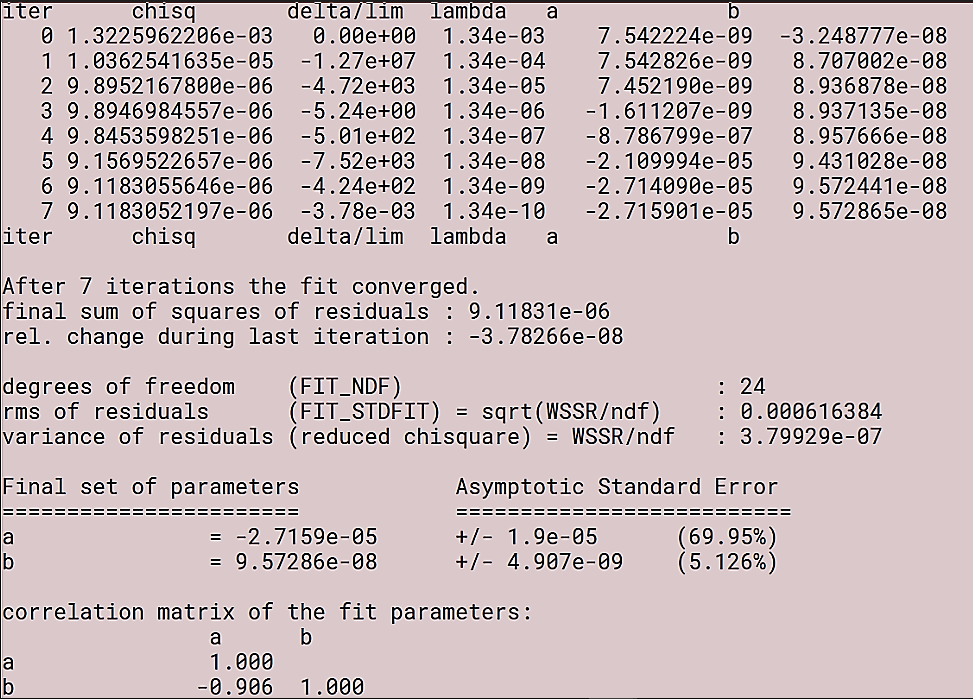 iter      chisq       delta/lim  lambda   a             b
   0 1.3225962206e-03   0.00e+00  1.34e-03    7.542224e-09  -3.248777e-08
   1 1.0362541635e-05  -1.27e+07  1.34e-04    7.542826e-09   8.707002e-08
   2 9.8952167800e-06  -4.72e+03  1.34e-05    7.452190e-09   8.936878e-08
   3 9.8946984557e-06  -5.24e+00  1.34e-06   -1.611207e-09   8.937135e-08
   4 9.8453598251e-06  -5.01e+02  1.34e-07   -8.786799e-07   8.957666e-08
   5 9.1569522657e-06  -7.52e+03  1.34e-08   -2.109994e-05   9.431028e-08
   6 9.1183055646e-06  -4.24e+02  1.34e-09   -2.714090e-05   9.572441e-08
   7 9.1183052197e-06  -3.78e-03  1.34e-10   -2.715901e-05   9.572865e-08
iter      chisq       delta/lim  lambda   a             b
After 7 iterations the fit converged.
final sum of squares of residuals : 9.11831e-06
rel. change during last iteration : -3.78266e-08
degrees of freedom    (FIT_NDF)                        : 24
rms of residuals      (FIT_STDFIT) = sqrt(WSSR/ndf)    : 0.000616384
variance of residuals (reduced chisquare) = WSSR/ndf   : 3.79929e-07
Final set of parameters            Asymptotic Standard Error
=======================            ==========================
a               = -2.7159e-05      +/- 1.9e-05      (69.95%)
b               = 9.57286e-08      +/- 4.907e-09    (5.126%)
correlation matrix of the fit parameters:
                a      b
a               1.000
b              -0.906  1.000